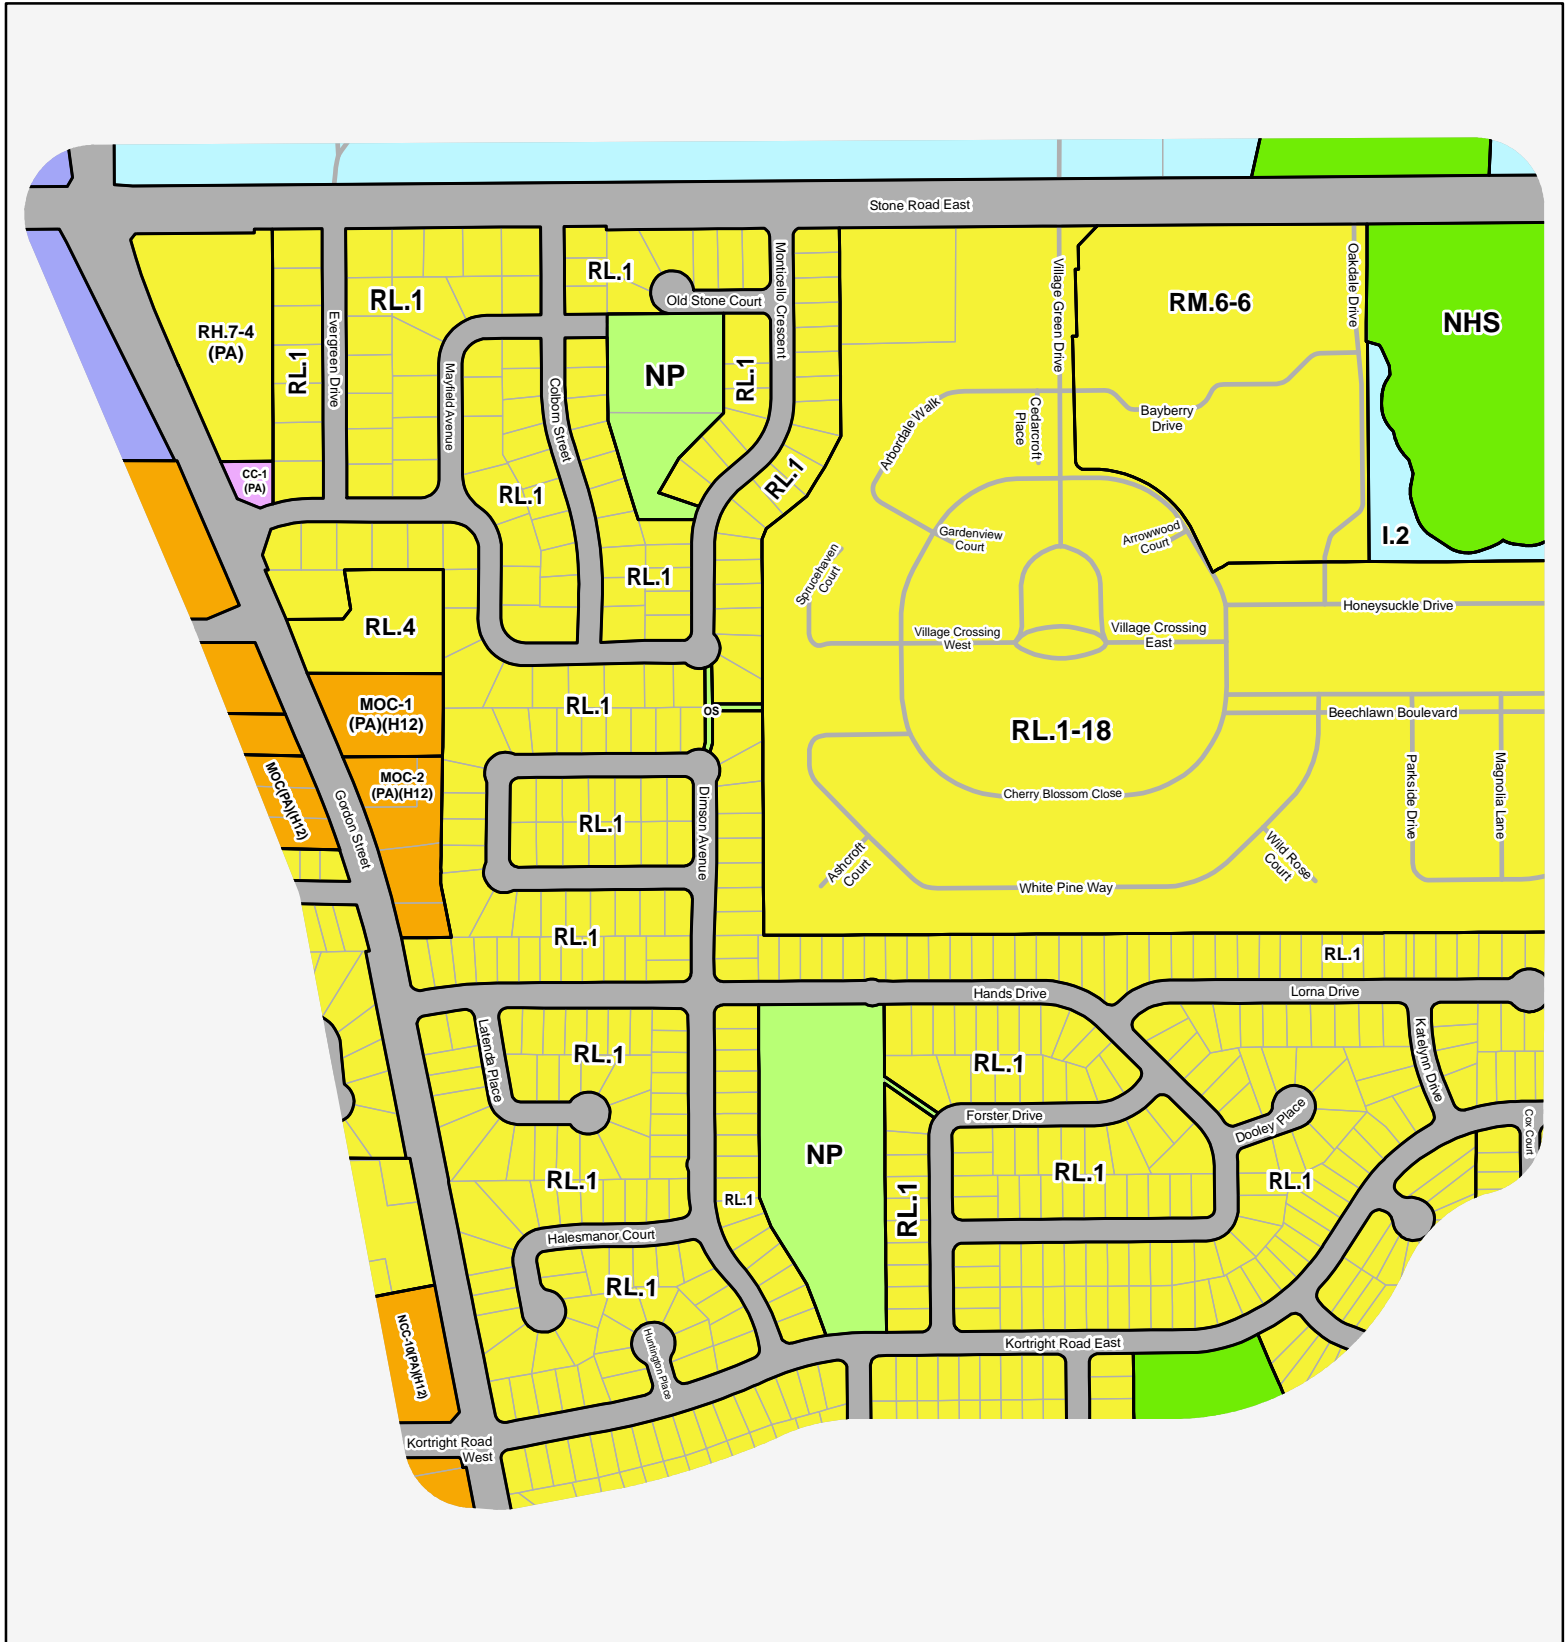 Stone Road East
RL.1
Old Stone Court
Monticello Crescent
Village Green Drive
Oakdale Drive
RH.7-4
(PA)
RL.1
Evergreen Drive
RL.1
Mayfield Avenue
Colborn Street
NP
RL.1
RM.6-6
NHS
CC-1
(PA)
RL.1
RL.1
Arbordale Walk
Cedarcroft
Place
Bayberry
Drive
Gardenview
Court
Arrowwood
Court
I.2
RL.1
Sprucehaven
Court
Honeysuckle Drive
RL.4
Village Crossing
West
Village Crossing
East
MOC-1
(PA)(H12)
RL.1
OS
RL.1-18
Beechlawn Boulevard
MOC(PA)(H12)
Gordon Street
MOC-2
(PA)(H12)
RL.1
Dimson Avenue
Cherry Blossom Close
Parkside Drive
Magnolia Lane
Ashcroft
Court
White Pine Way
Wild Rose
Court
RL.1
RL.1
Hands Drive
Lorna Drive
Latenda Place
RL.1
RL.1
Katelynn Drive
Forster Drive
Dooley Place
Cox Court
RL.1
RL.1
NP
RL.1
RL.1
RL.1
Halesmanor Court
RL.1
NCC-10(PA)(H12)
Huntington Place
Kortright Road East
Kortright Road
West